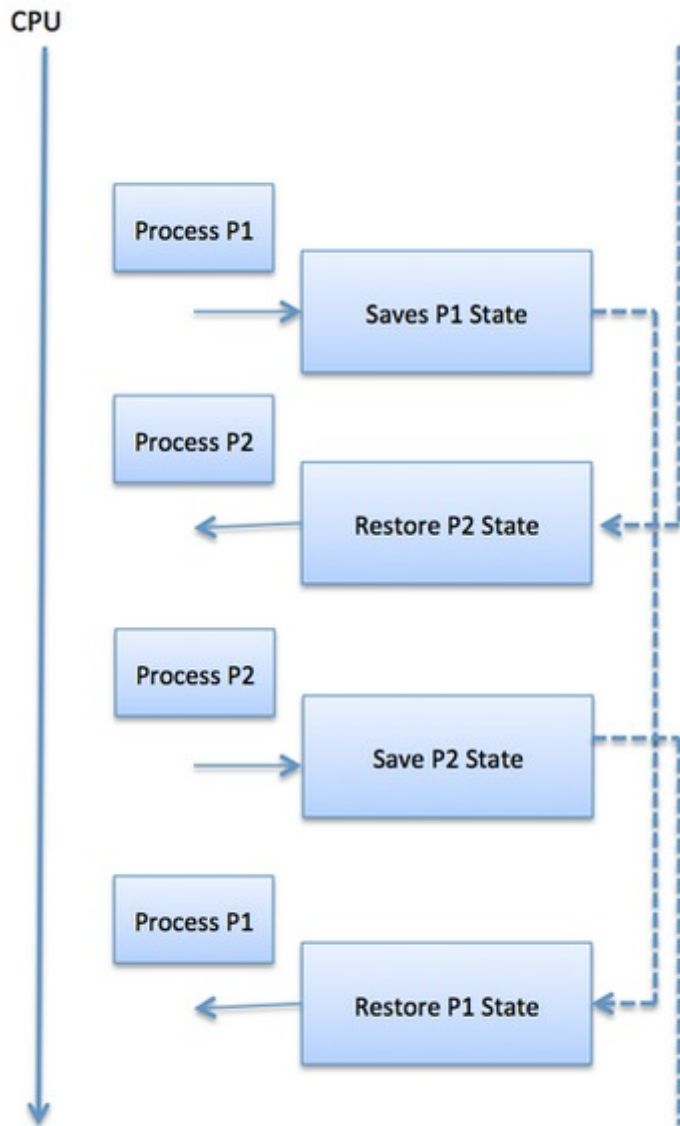 CPU
Process P1
Saves P1 State
Process P2
Restore P2 State
Process P2
Save P2 State
Process P1
Restore P1 State